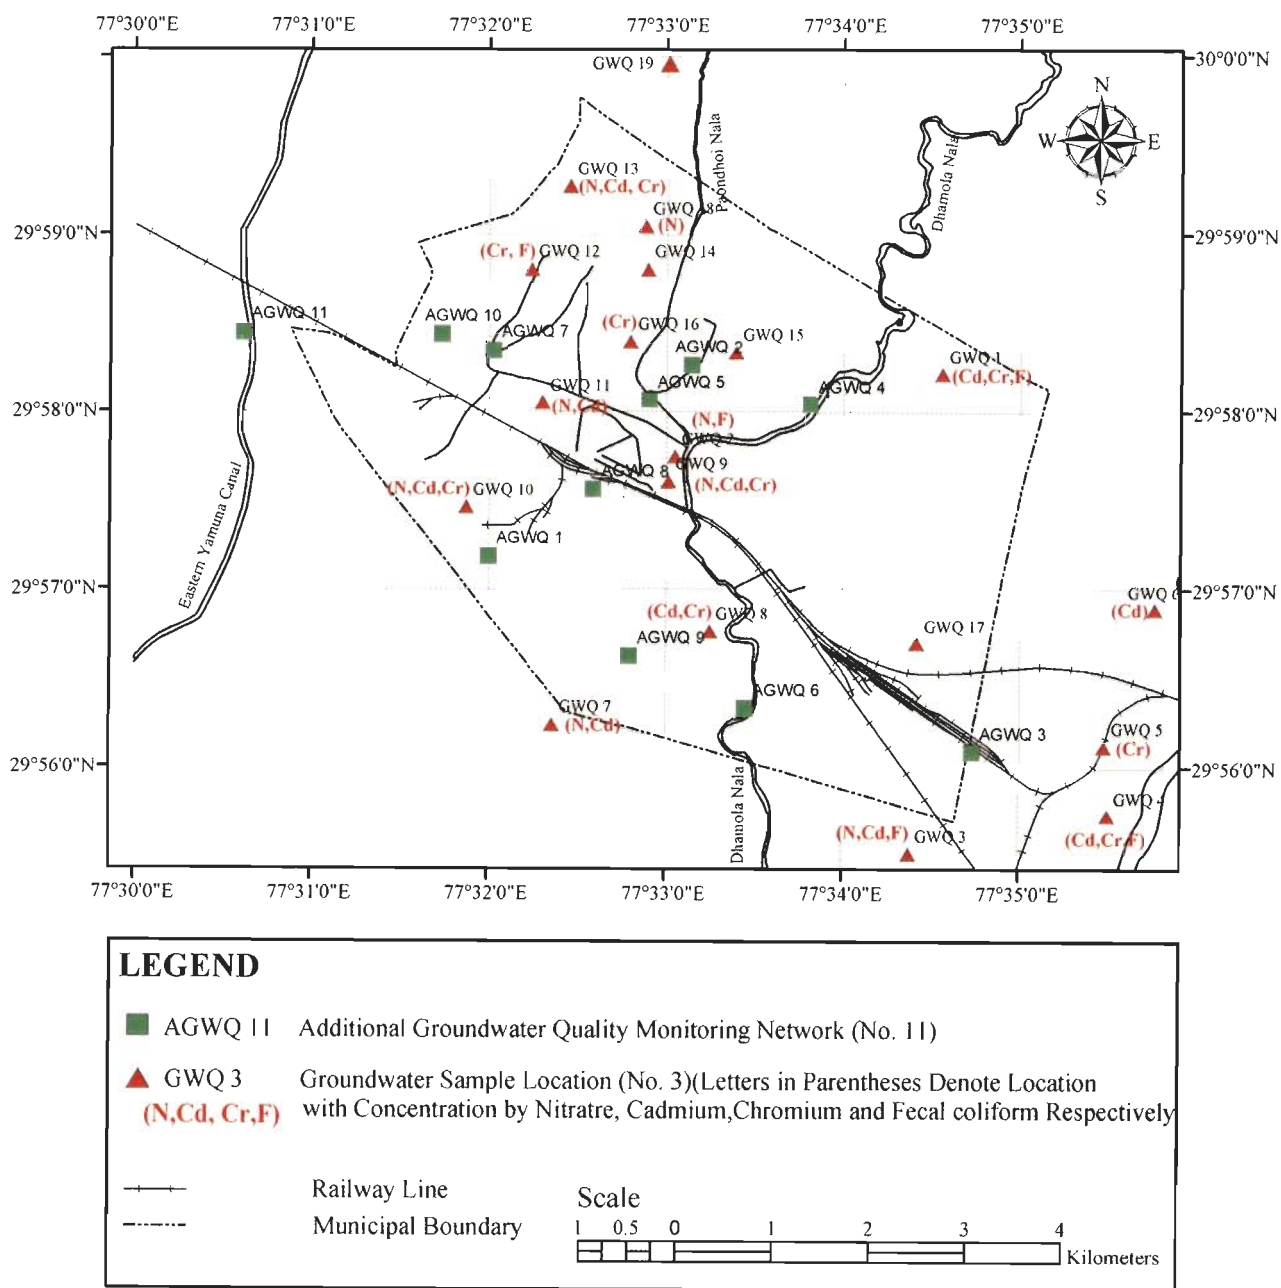 77°30'0"E 77°31'0"E 77°32'0"E 77°33'0"E 77°34'0"E 77°35'0"E
GWQ 19
30°0'0"N
N
W E
S
Paondhoi Nala
Dhamola Nala
GWQ 13
(N,Cd, Cr)
(N)
29°59'0"N
29°59'0"N
(Cr, F) GWQ 12
GWQ 14
AGWQ 11
AGWQ 10
AGWQ 7
(Cr) GWQ 16
GWQ 15
AGWQ 2
GWQ 1
(Cd,Cr,F)
AGWQ 5
AGWQ 4
GWQ 11
(N,Cd)
29°58'0"N
29°58'0"N
(N,F)
GWQ 9
AGWQ 8
(N,Cd,Cr)
(N,Cd,Cr) GWQ 10
AGWQ 1
Eastern Yamuna Canal
29°57'0"N
29°57'0"N
GWQ 6
(Cd)
(Cd,Cr) GWQ 8
GWQ 17
AGWQ 9
AGWQ 6
GWQ 7
(N,Cd)
AGWQ 3
GWQ 5
(Cr)
29°56'0"N
29°56'0"N
Dhamola Nala
GWQ
(Cd,Cr,F)
(N,Cd,F) GWQ 3
77°30'0"E 77°31'0"E 77°32'0"E 77°33'0"E 77°34'0"E 77°35'0"E
LEGEND
AGWQ 11 Additional Groundwater Quality Monitoring Network (No. 11)
GWQ 3 Groundwater Sample Location (No. 3)(Letters in Parentheses Denote Location
(N,Cd, Cr,F) with Concentration by Nitratre, Cadmium,Chromium and Fecal coliform Respectively
Railway Line
Municipal Boundary
Scale
1 0.5 0 1 2 3 4
Kilometers